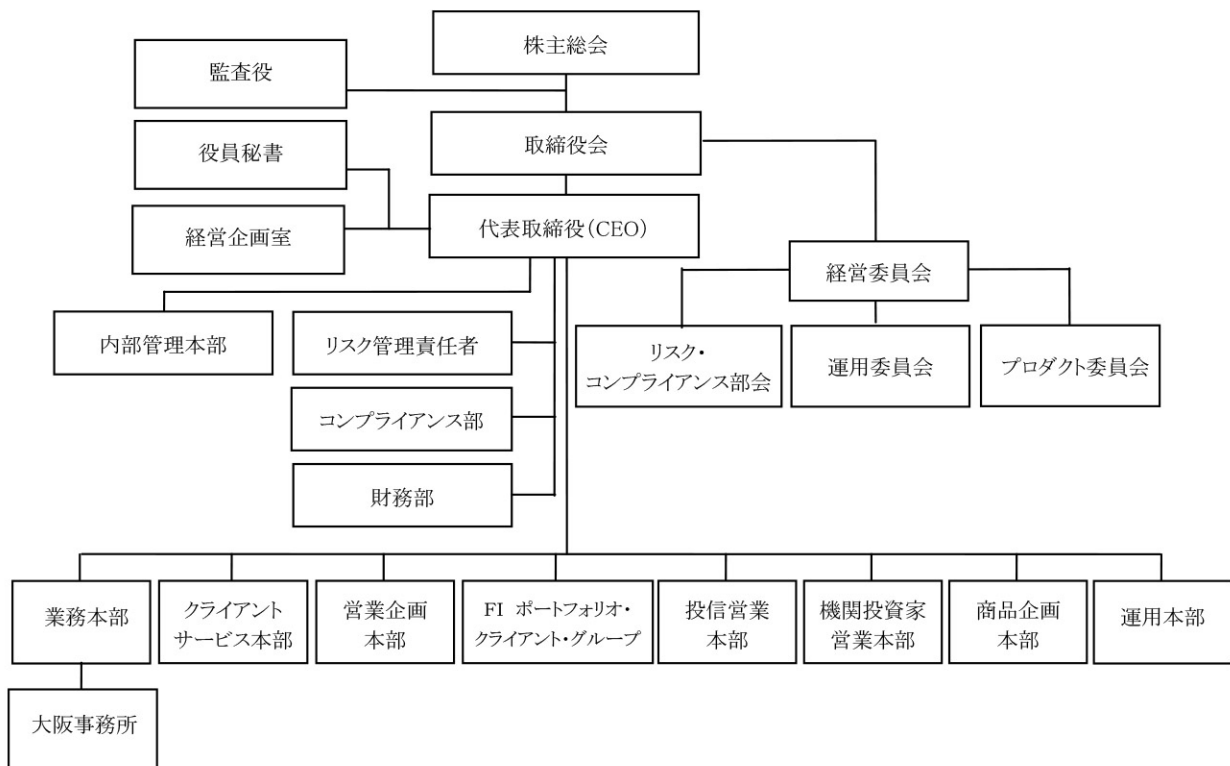 株主総会
監査役
取締役会
役員秘書
代表取締役(CEO)
経営企画室
経営委員会
内部管理本部
リスク管理責任者
リスク・
コンプライアンス部会
運用委員会
プロダクト委員会
コンプライアンス部
財務部
業務本部
クライアント
サービス本部
営業企画
本部
FI ポートフォリオ・
クライアント・グループ
投信営業
本部
機関投資家
営業本部
商品企画
本部
運用本部
大阪事務所